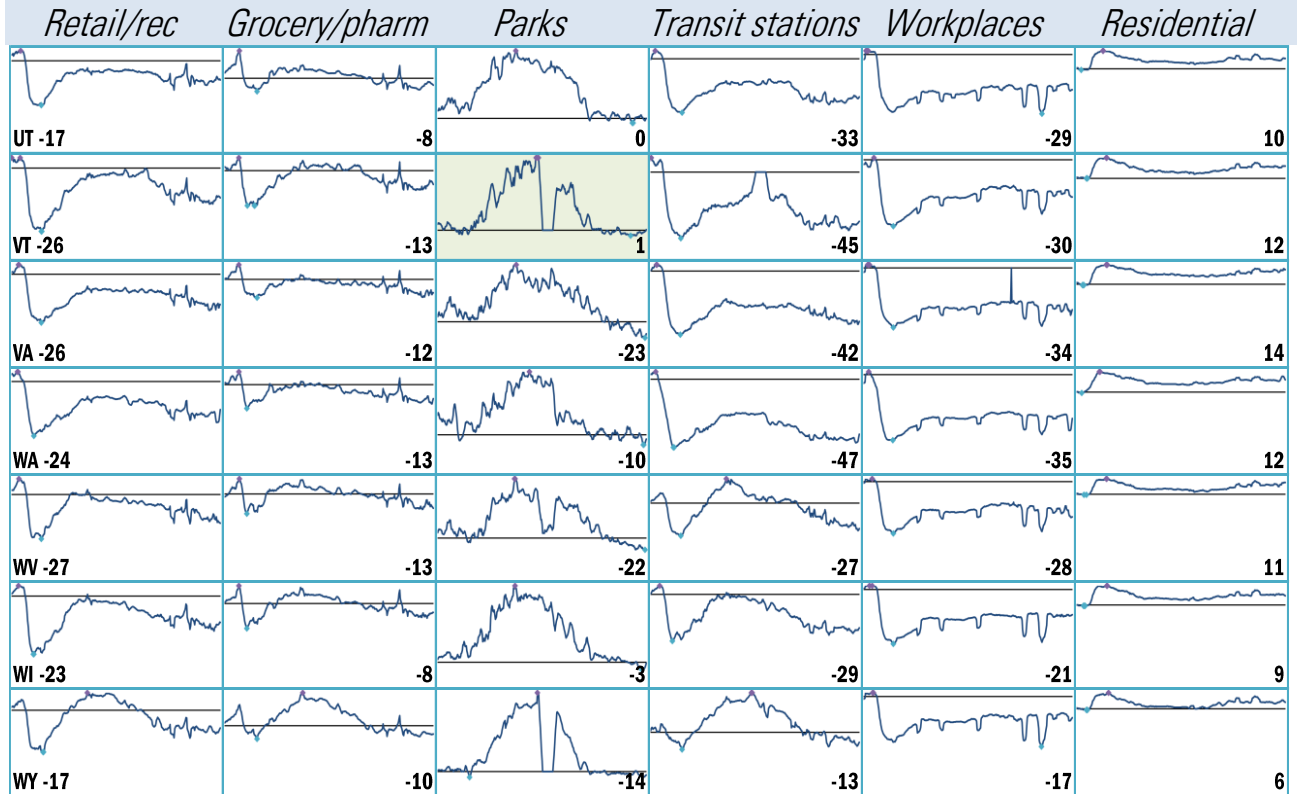 Retail/rec Grocery/pharm Parks Transit stations Workplaces Residential
UT -17 -8 0 -33 -29 10
VT -26 -13 1 -45 -30 12
VA -26 -12 -23 -42 -34 14
WA -24 -13 -10 -47 -35 12
WV -27 -13 -22 -27 -28 11
WI -23 -8 -3 -29 -21 9
WY -17 -10 -14 -13 -17 6